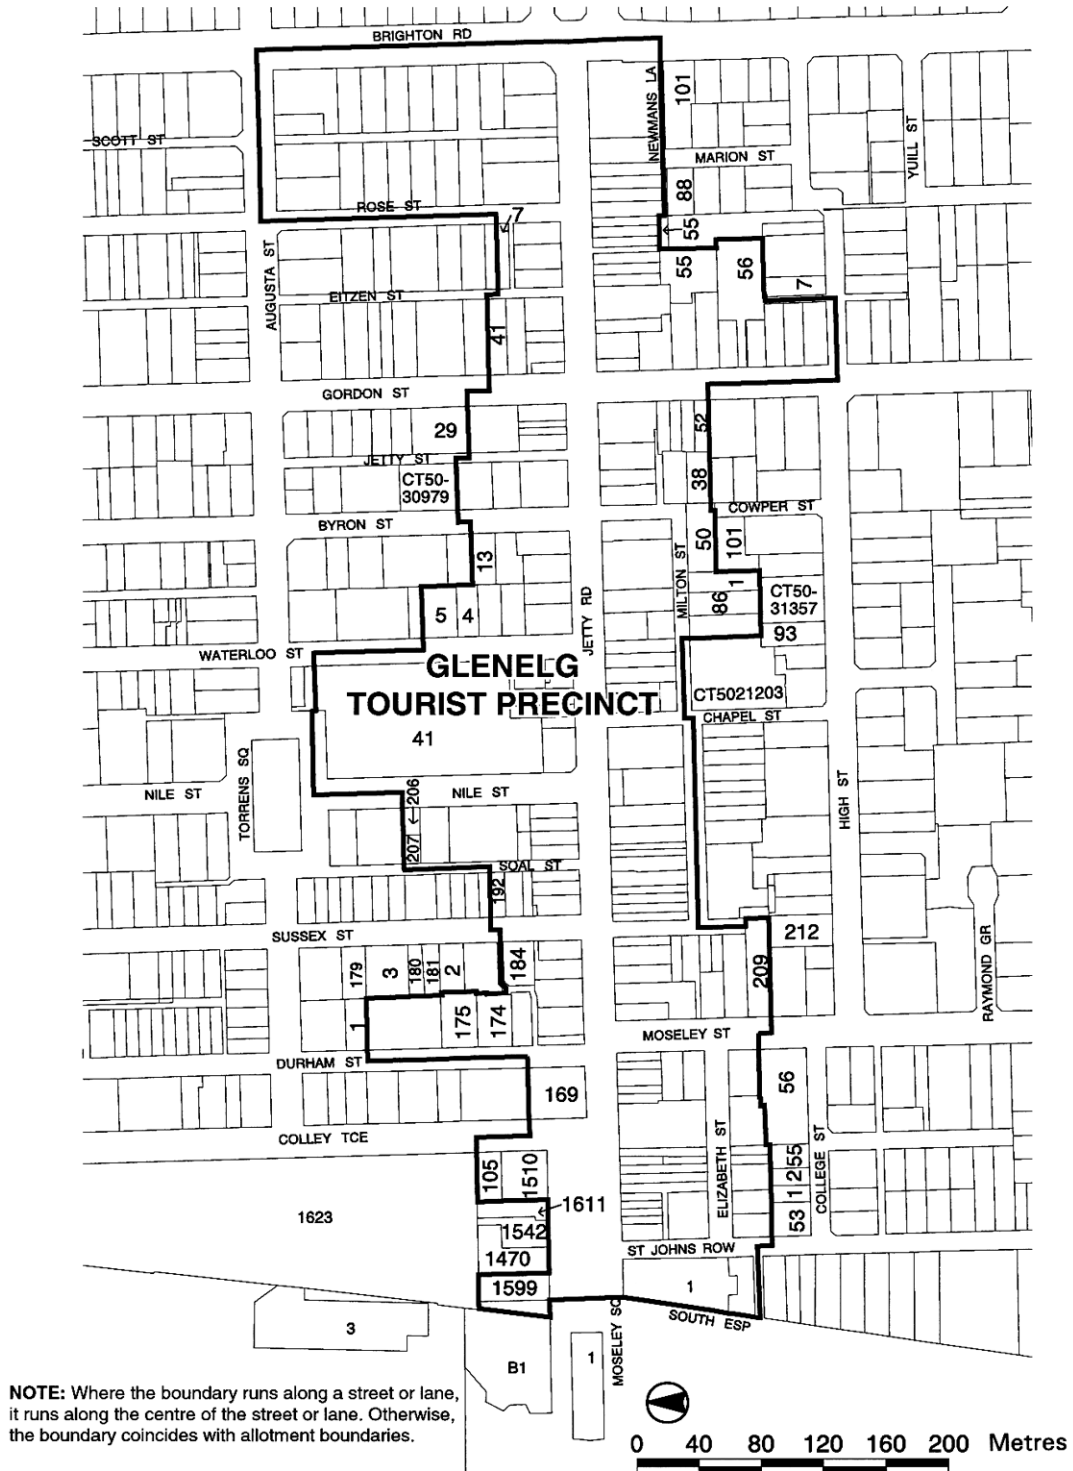 BRIGHTON RD
NEWMANS LA
101
SCOTT ST
MARION ST
YUILL ST
88
ROSE ST
7
55
AUGUSTA ST
55
56
7
EITZEN ST
41
GORDON ST
29
52
JETTY ST
CT50-
30979
38
BYRON ST
COWPER ST
13
50
101
MILTON ST
1
86
CT50-
31357
5
4
JETTY RD
93
WATERLOO ST
GLENELG
TOURIST PRECINCT
CT5021203
CHAPEL ST
41
TORRENS SQ
NILE ST
NILE ST
206
HIGH ST
207
SOAL ST
192
SUSSEX ST
212
179
3
180
181
2
184
209
RAYMOND GR
1
175
174
MOSELEY ST
DURHAM ST
169
56
COLLEY TCE
ELIZABETH ST
COLLEGE ST
105
1510
55
2
1
53
1611
1623
1542
ST JOHNS ROW
1470
1599
1
SOUTH ESP
MOSELEY SQ
3
1
B1
NOTE: Where the boundary runs along a street or lane,
it runs along the centre of the street or lane. Otherwise,
the boundary coincides with allotment boundaries.
0 40 80 120 160 200 Metres